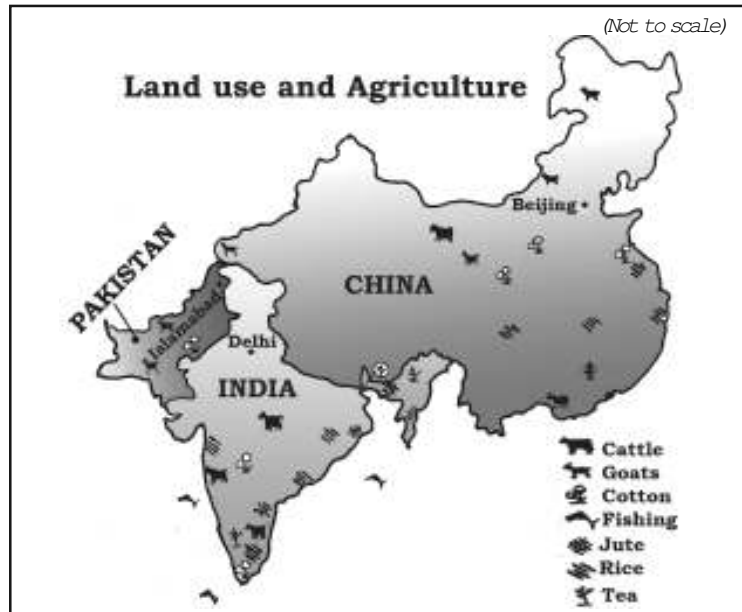 (Not to scale)
Land use and Agriculture
Beijing
PAKISTAN
CHINA
Islamabad
Delhi
INDIA
Cattle
Goats
Cotton
Fishing
Jute
Rice
Tea